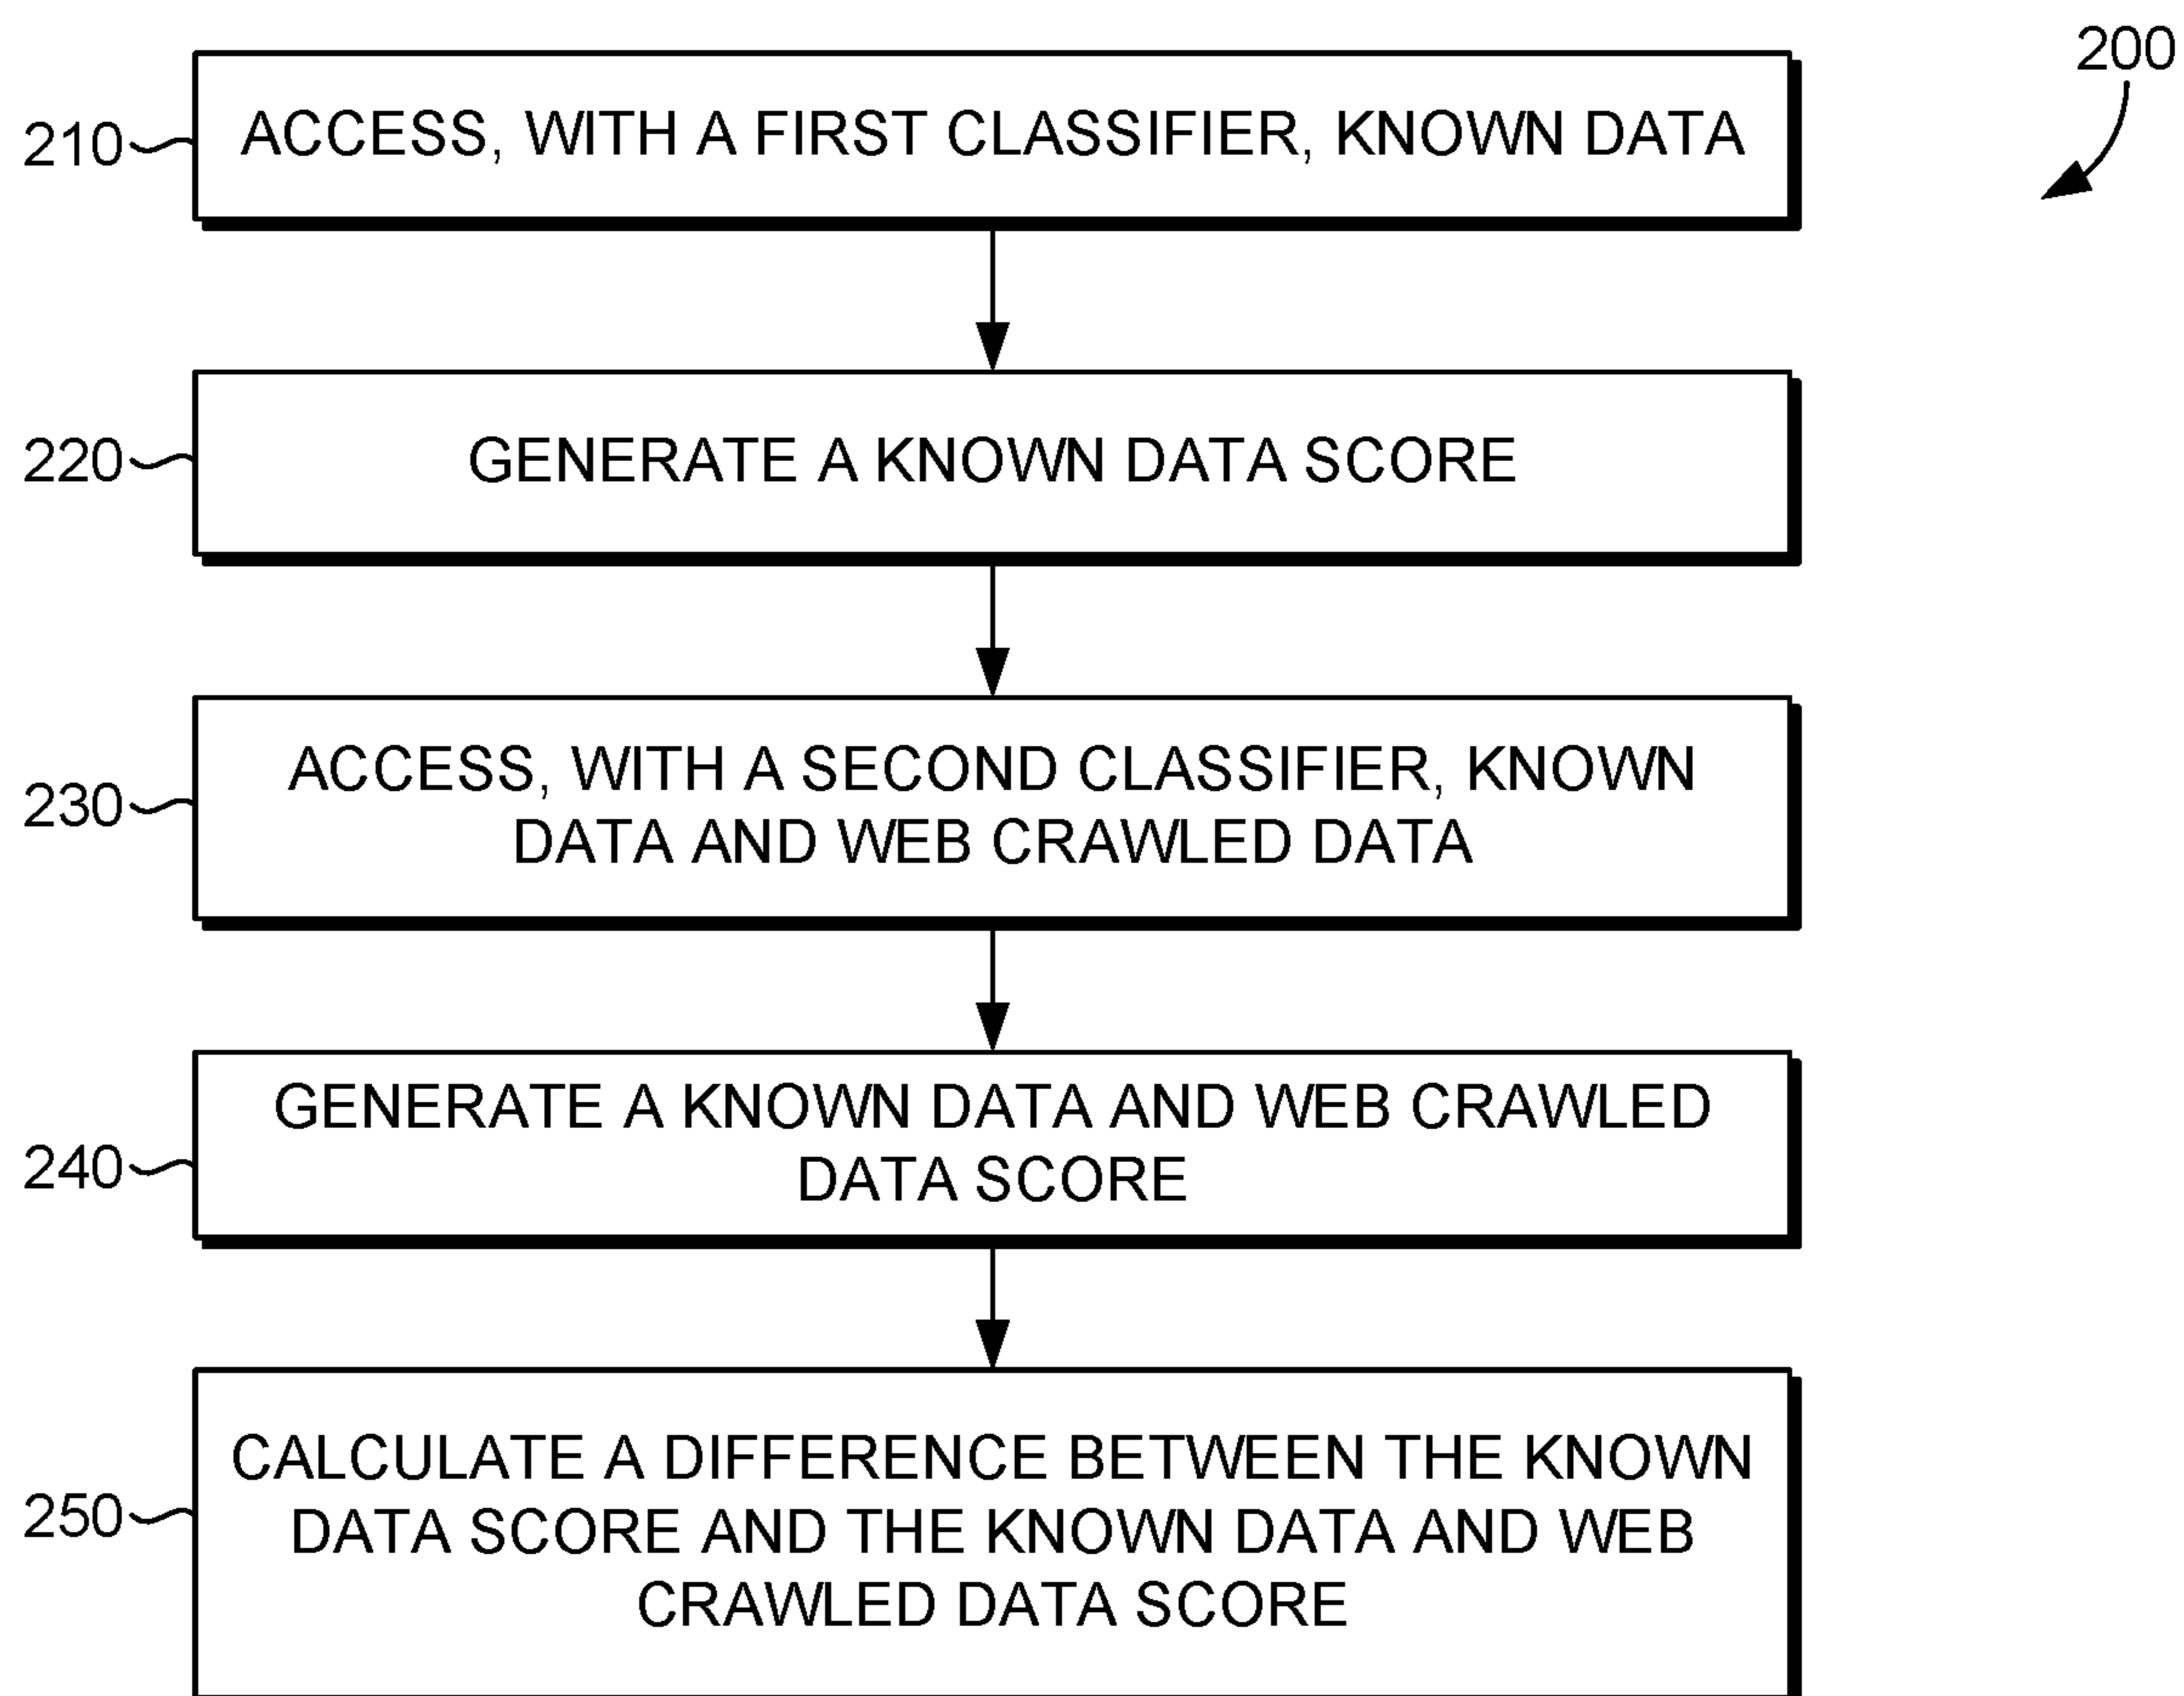 200
210
ACCESS, WITH A FIRST CLASSIFIER, KNOWN DATA
220
GENERATE A KNOWN DATA SCORE
230
ACCESS, WITH A SECOND CLASSIFIER, KNOWN
DATA AND WEB CRAWLED DATA
240
GENERATE A KNOWN DATA AND WEB CRAWLED
DATA SCORE
250
CALCULATE A DIFFERENCE BETWEEN THE KNOWN
DATA SCORE AND THE KNOWN DATA AND WEB
CRAWLED DATA SCORE